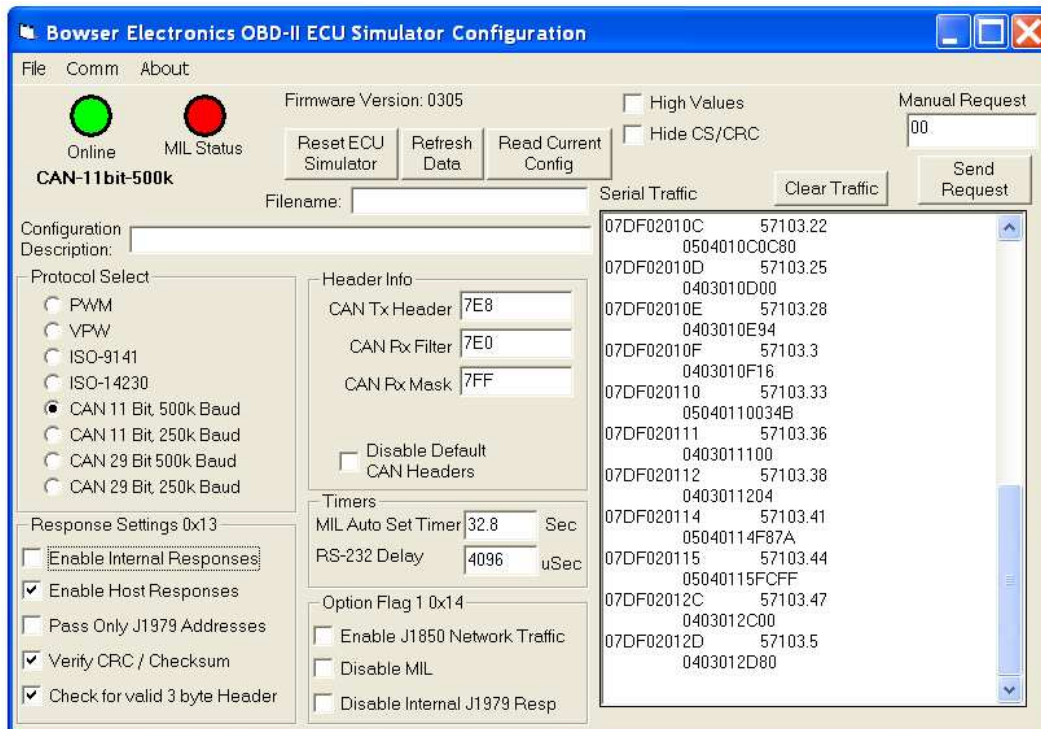 Bowser Electronics OBD-II ECU Simulator Configuration
File Comm About
Online
MIL Status
CAN-11bit-500k
Firmware Version: 0305
Reset ECU
Simulator
Refresh
Data
Read Current
Config
High Values
Hide CS/CRC
Manual Request
00
Send
Request
Clear Traffic
Serial Traffic
Filename:
Configuration
Description:
Protocol Select
PWM
VPW
ISO-9141
ISO-14230
CAN 11 Bit, 500k Baud
CAN 11 Bit, 250k Baud
CAN 29 Bit 500k Baud
CAN 29 Bit, 250k Baud
Header Info
CAN Tx Header 7E8
CAN Rx Filter 7E0
CAN Rx Mask 7FF
Disable Default
CAN Headers
Response Settings 0x13
Enable Internal Responses
Enable Host Responses
Pass Only J1979 Addresses
Verify CRC / Checksum
Check for valid 3 byte Header
Timers
MIL Auto Set Timer 32.8 Sec
RS-232 Delay 4096 uSec
Option Flag 1 0x14
Enable J1850 Network Traffic
Disable MIL
Disable Internal J1979 Resp
07DF02010C 57103.22
0504010C0C80
07DF02010D 57103.25
0403010D00
07DF02010E 57103.28
0403010E94
07DF02010F 57103.3
0403010F16
07DF020110 57103.33
05040110034B
07DF020111 57103.36
0403011100
07DF020112 57103.38
0403011204
07DF020114 57103.41
05040114F87A
07DF020115 57103.44
05040115FCFF
07DF02012C 57103.47
0403012C00
07DF02012D 57103.5
0403012D80